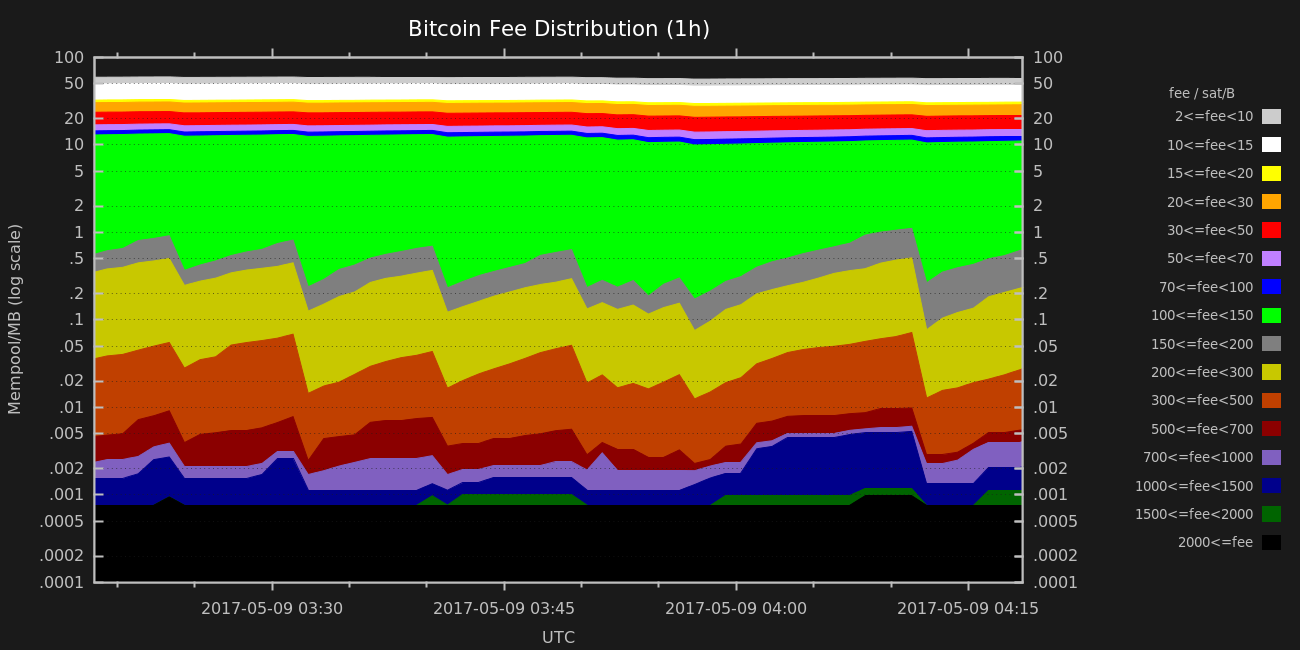 Bitcoin Fee Distribution (1h)
Mempool/MB (log scale)
100
50
20
10
5
2
1
.5
.2
.1
.05
.02
.01
.005
.002
.001
.0005
.0002
.0001
100
50
20
10
5
2
1
.5
.2
.1
.05
.02
.01
.005
.002
.001
.0005
.0002
.0001
2017-05-09 03:30
2017-05-09 03:45
2017-05-09 04:00
2017-05-09 04:15
UTC
fee / sat/B
2<=fee<10
10<=fee<15
15<=fee<20
20<=fee<30
30<=fee<50
50<=fee<70
70<=fee<100
100<=fee<150
150<=fee<200
200<=fee<300
300<=fee<500
500<=fee<700
700<=fee<1000
1000<=fee<1500
1500<=fee<2000
2000<=fee